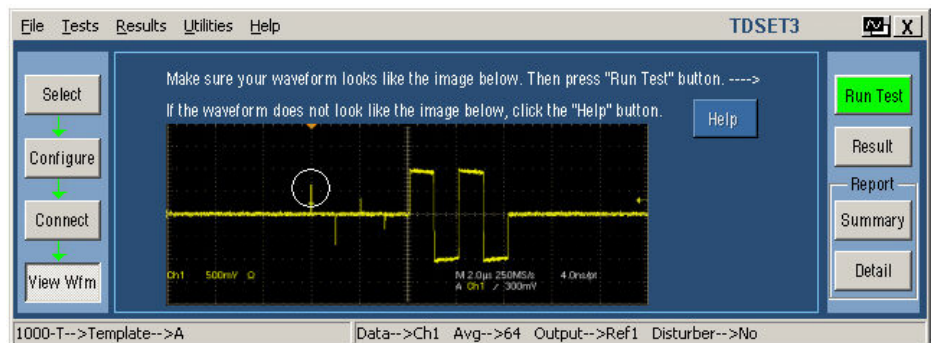 File Tests Results Utilities Help TDSET3 X
Select
Configure
Connect
View Wfm
Make sure your waveform looks like the image below. Then press "Run Test" button. ---->
If the waveform does not look like the image below, click the "Help" button.
Help
Ch1 500mV Ω M 2.0µs 250MS/s 4.0ns/pt
A Ch1 / 300mV
Run Test
Result
Report
Summary
Detail
1000-T-->Template-->A Data-->Ch1 Avg-->64 Output-->Ref1 Disturber-->No